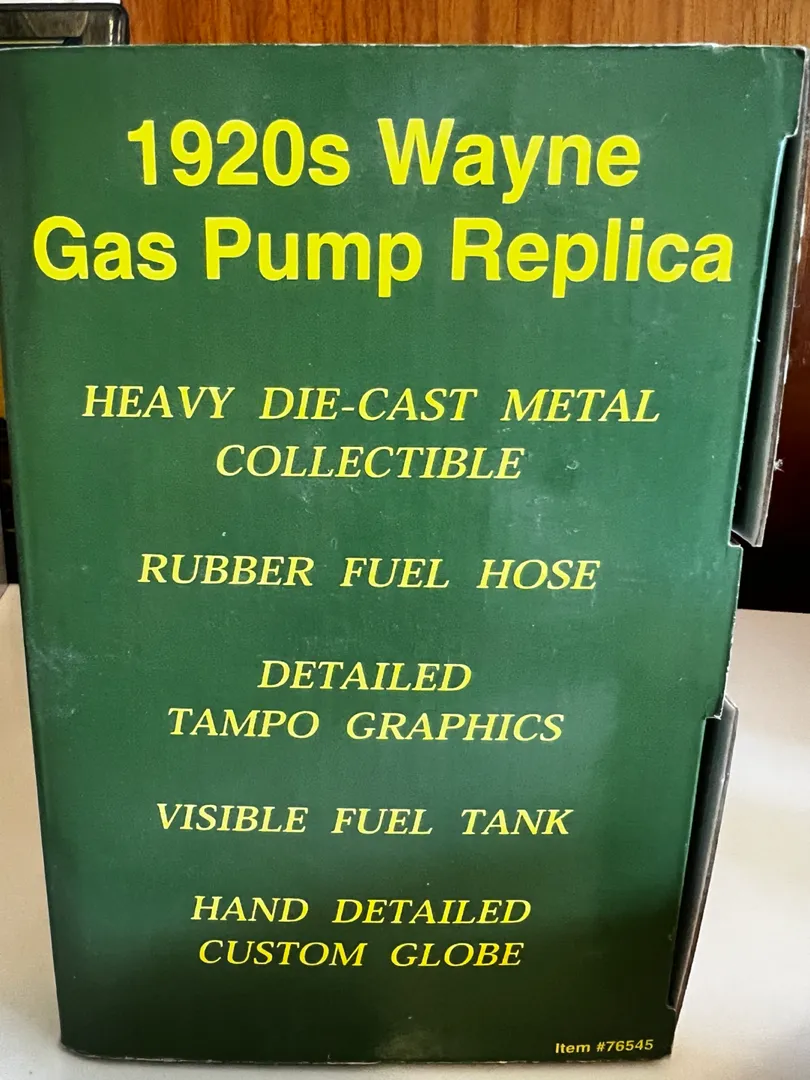 1920s Wayne
Gas Pump Replica
HEAVY DIE-CAST METAL
COLLECTIBLE
RUBBER FUEL HOSE
DETAILED
TAMPO GRAPHICS
VISIBLE FUEL TANK
HAND DETAILED
CUSTOM GLOBE
Item #76545